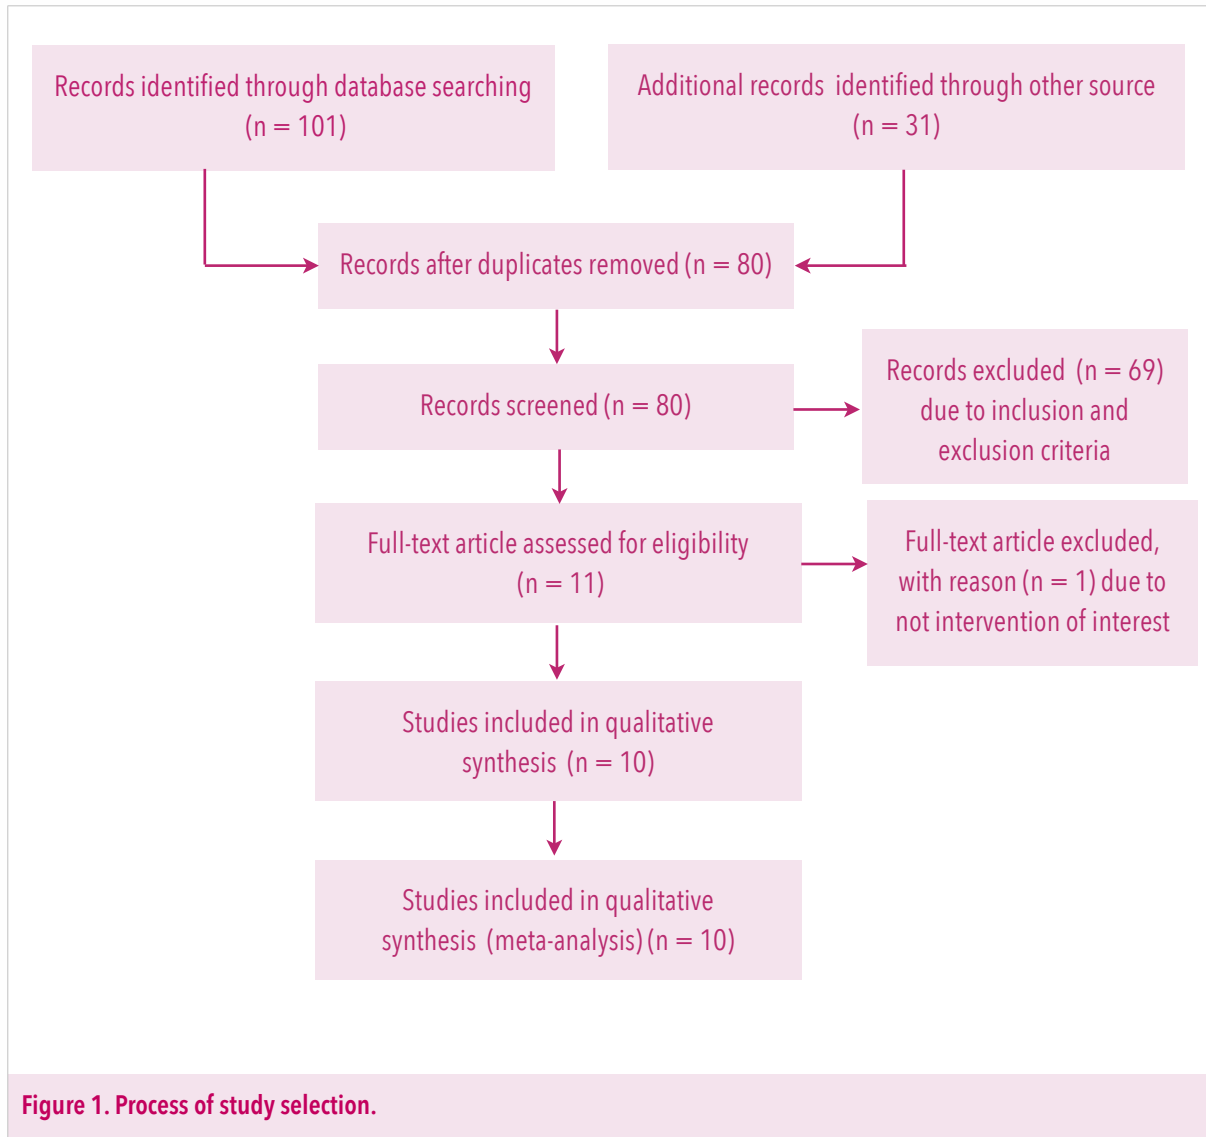 Records identified through database searching
(n = 101)
Additional records identified through other source
(n = 31)
Records after duplicates removed (n = 80)
Records screened (n = 80)
Records excluded (n = 69)
due to inclusion and
exclusion criteria
Full-text article assessed for eligibility
(n = 11)
Full-text article excluded,
with reason (n = 1) due to
not intervention of interest
Studies included in qualitative
synthesis (n = 10)
Studies included in qualitative
synthesis (meta-analysis) (n = 10)
Figure 1. Process of study selection.